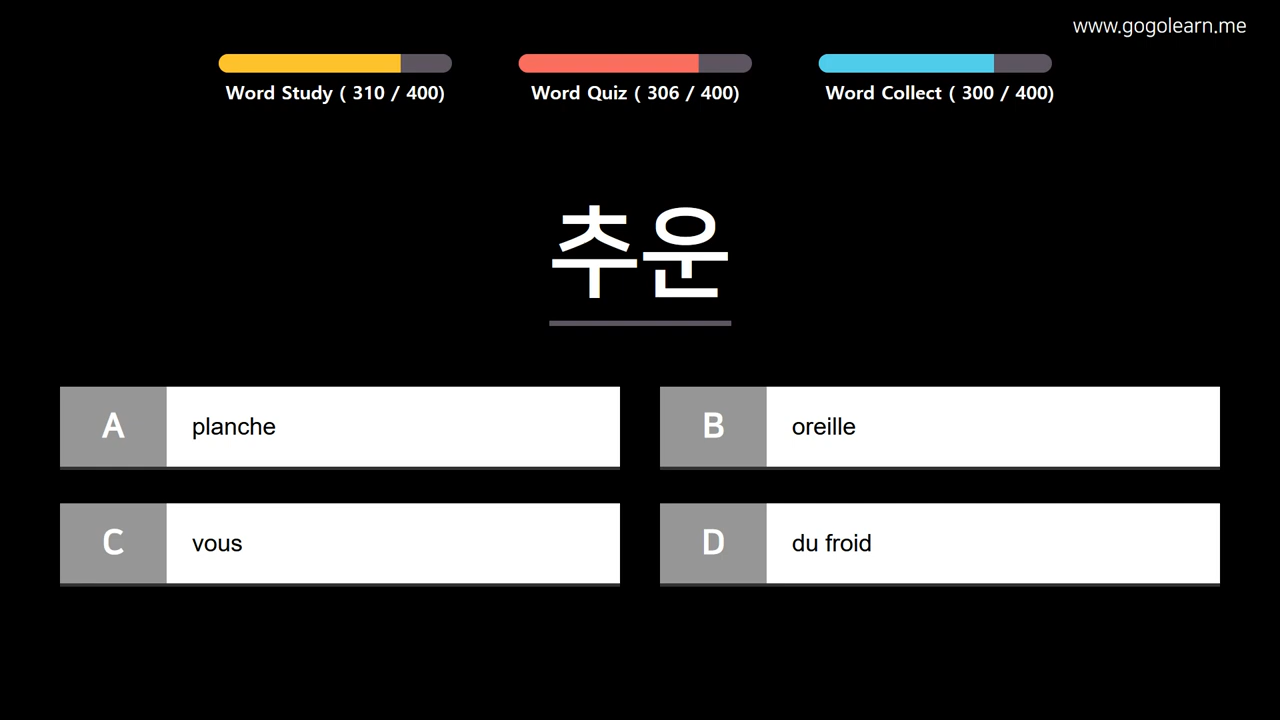 www.gogolearn.me
Word Study ( 310 / 400)
Word Quiz ( 306 / 400)
Word Collect ( 300 / 400)
추운
A planche
B oreille
C vous
D du froid